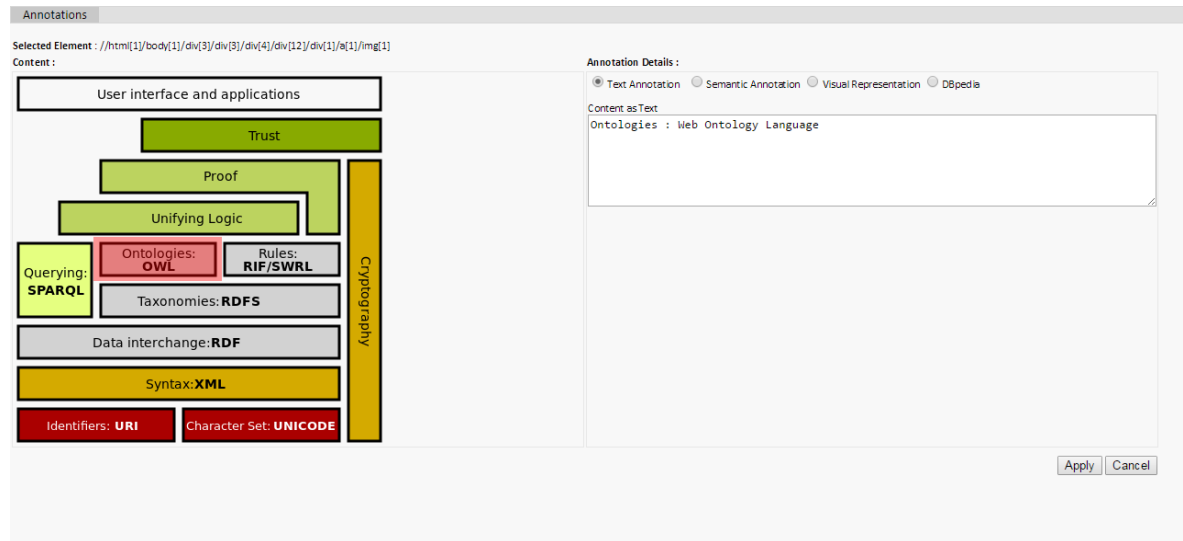 Annotations
Selected Element : //html[1]/body[1]/div[3]/div[3]/div[4]/div[12]/div[1]/a[1]/img[1]
Content :
User interface and applications
Trust
Proof
Unifying Logic
Querying:
SPARQL
Ontologies:
OWL
Rules:
RIF/SWRL
Taxonomies:RDFS
Cryptography
Data interchange:RDF
Syntax:XML
Identifiers: URI
Character Set: UNICODE
Annotation Details :
Text Annotation Semantic Annotation Visual Representation DBpedia
Content as Text
Ontologies : Web Ontology Language
Apply Cancel